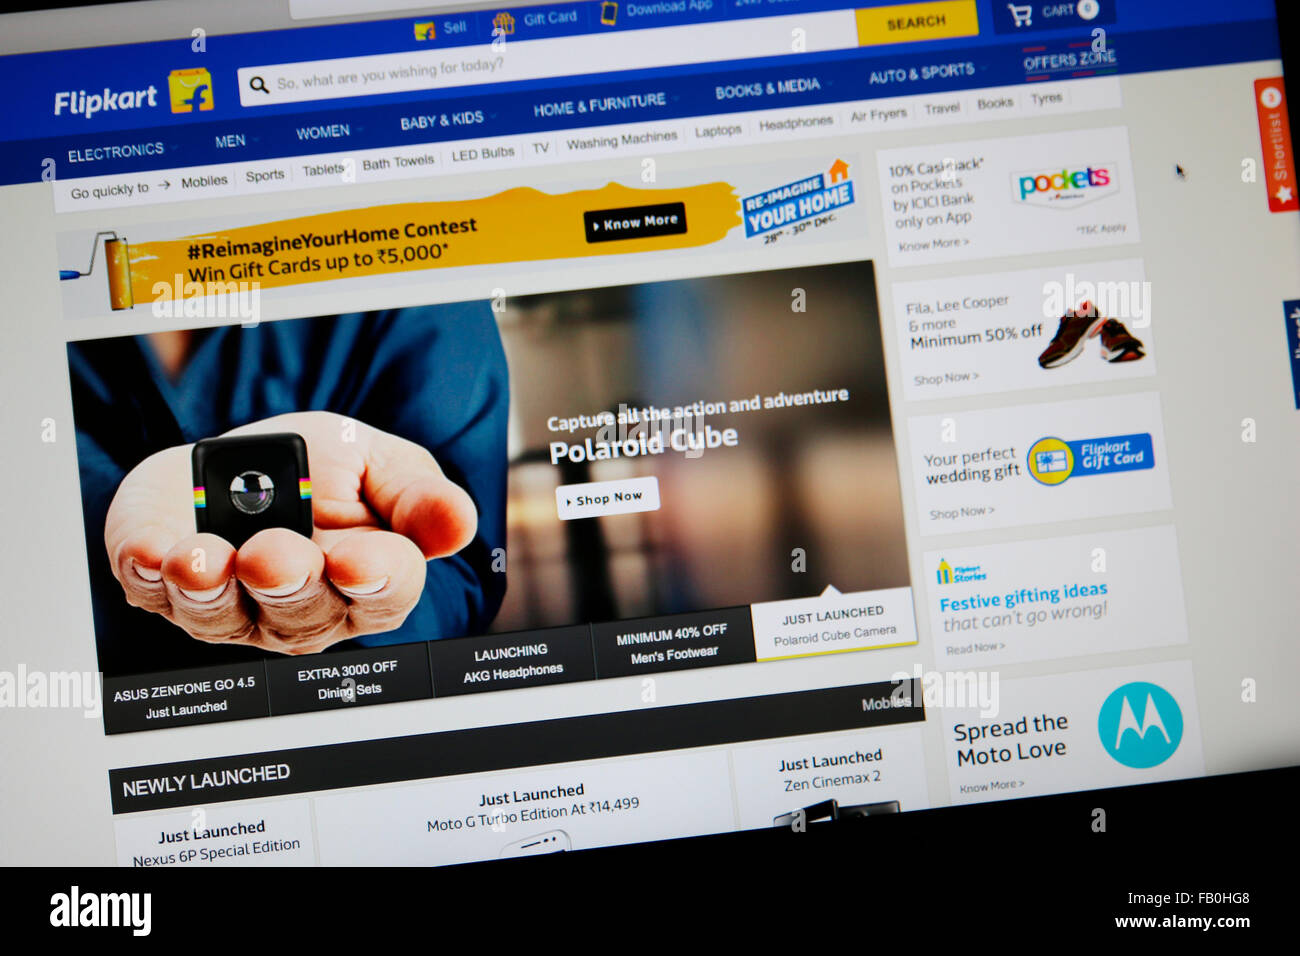 Sell
Gift Card
Download App
Flipkart
So, what are you wishing for today?
SEARCH
CART 0
ELECTRONICS
MEN
WOMEN
BABY & KIDS
HOME & FURNITURE
BOOKS & MEDIA
AUTO & SPORTS
OFFERS ZONE
Go quickly to → Mobiles Sports Tablets Bath Towels LED Bulbs TV Washing Machines Laptops Headphones Air Fryers Travel Books Tyres
#ReimagineYourHome Contest
Win Gift Cards up to ₹5,000*
Know More
RE-IMAGINE
YOUR HOME
28th - 30th Dec.
10% Cashback*
on Pockets
by ICICI Bank
only on App
Know More >
pockets
*T&C Apply
3
Shortlist
Capture all the action and adventure
Polaroid Cube
Shop Now
Fila, Lee Cooper
& more
Minimum 50% off
Shop Now >
Your perfect
wedding gift
Shop Now >
Flipkart
Gift Card
Flipkart
Stories
Festive gifting ideas
that can't go wrong!
Read Now >
ASUS ZENFONE GO 4.5
Just Launched
EXTRA 3000 OFF
Dining Sets
LAUNCHING
AKG Headphones
MINIMUM 40% OFF
Men's Footwear
JUST LAUNCHED
Polaroid Cube Camera
Spread the
Moto Love
Know More >
NEWLY LAUNCHED
Mobiles
Just Launched
Nexus 6P Special Edition
Just Launched
Moto G Turbo Edition At ₹14,499
Just Launched
Zen Cinemax 2
a
alamy stock photo
FB0HG8
www.alamy.com